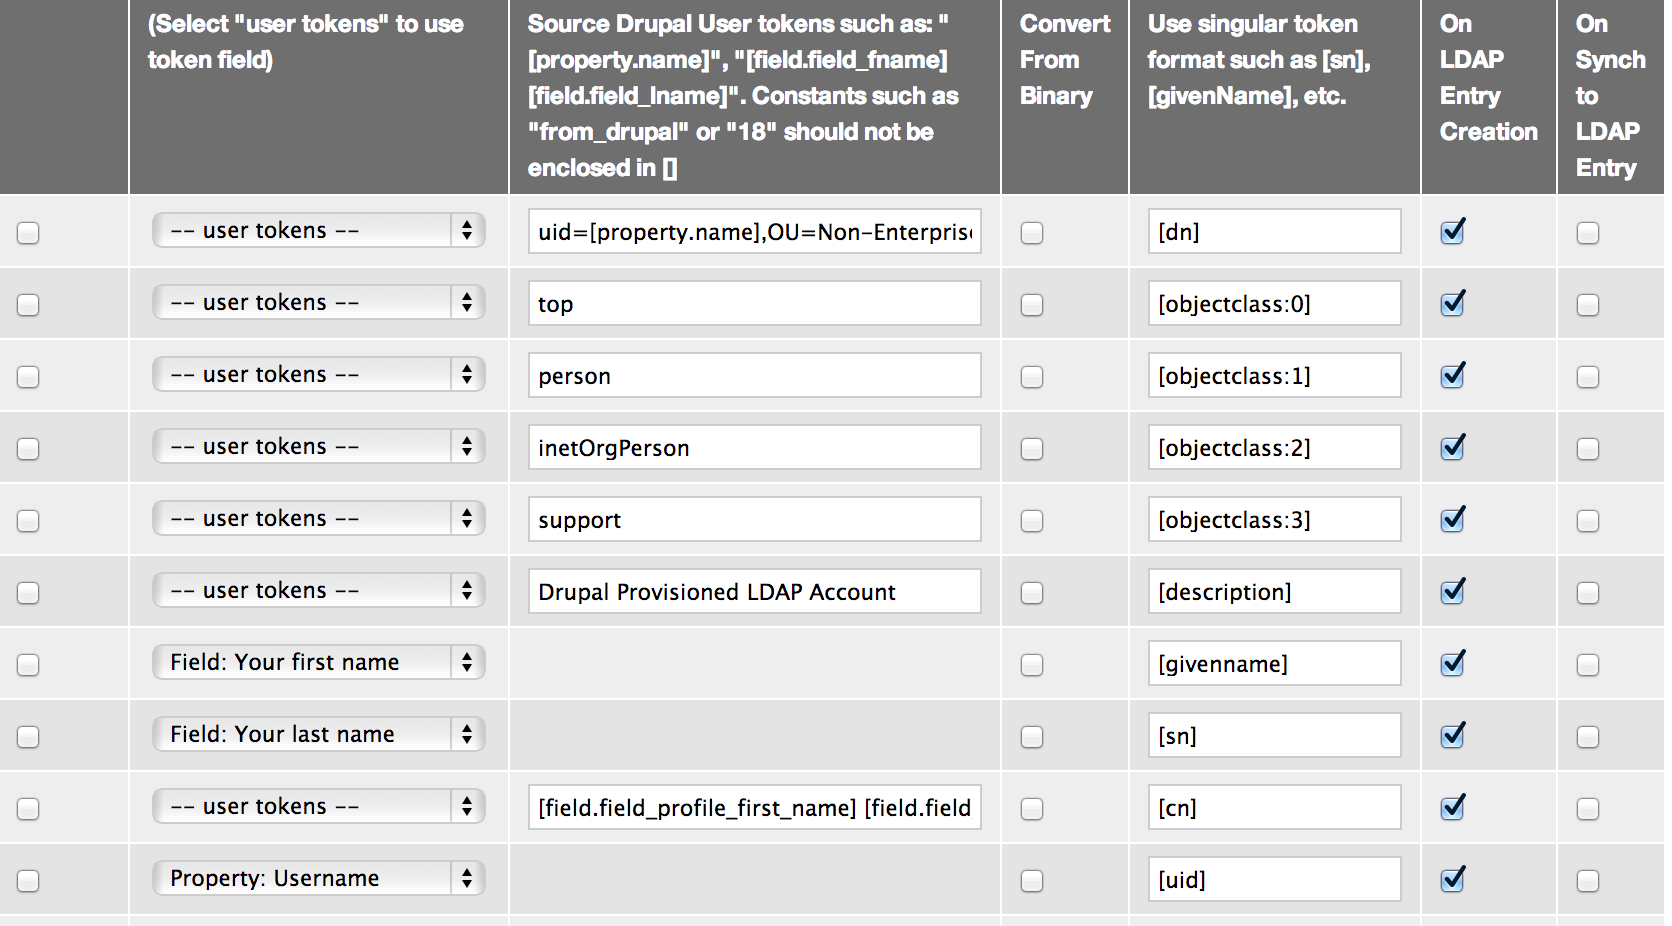 (Select "user tokens" to use
token field)
Source Drupal User tokens such as: "
[property.name]", "[field.field_fname]
[field.field_lname]". Constants such as
"from_drupal" or "18" should not be
enclosed in []
Convert
From
Binary
Use singular token
format such as [sn],
[givenName], etc.
On
LDAP
Entry
Creation
On
Synch
to
LDAP
Entry
-- user tokens -- uid=[property.name],OU=Non-Enterprise [dn]
-- user tokens -- top [objectclass:0]
-- user tokens -- person [objectclass:1]
-- user tokens -- inetOrgPerson [objectclass:2]
-- user tokens -- support [objectclass:3]
-- user tokens -- Drupal Provisioned LDAP Account [description]
Field: Your first name [givenname]
Field: Your last name [sn]
-- user tokens -- [field.field_profile_first_name] [field.field [cn]
Property: Username [uid]